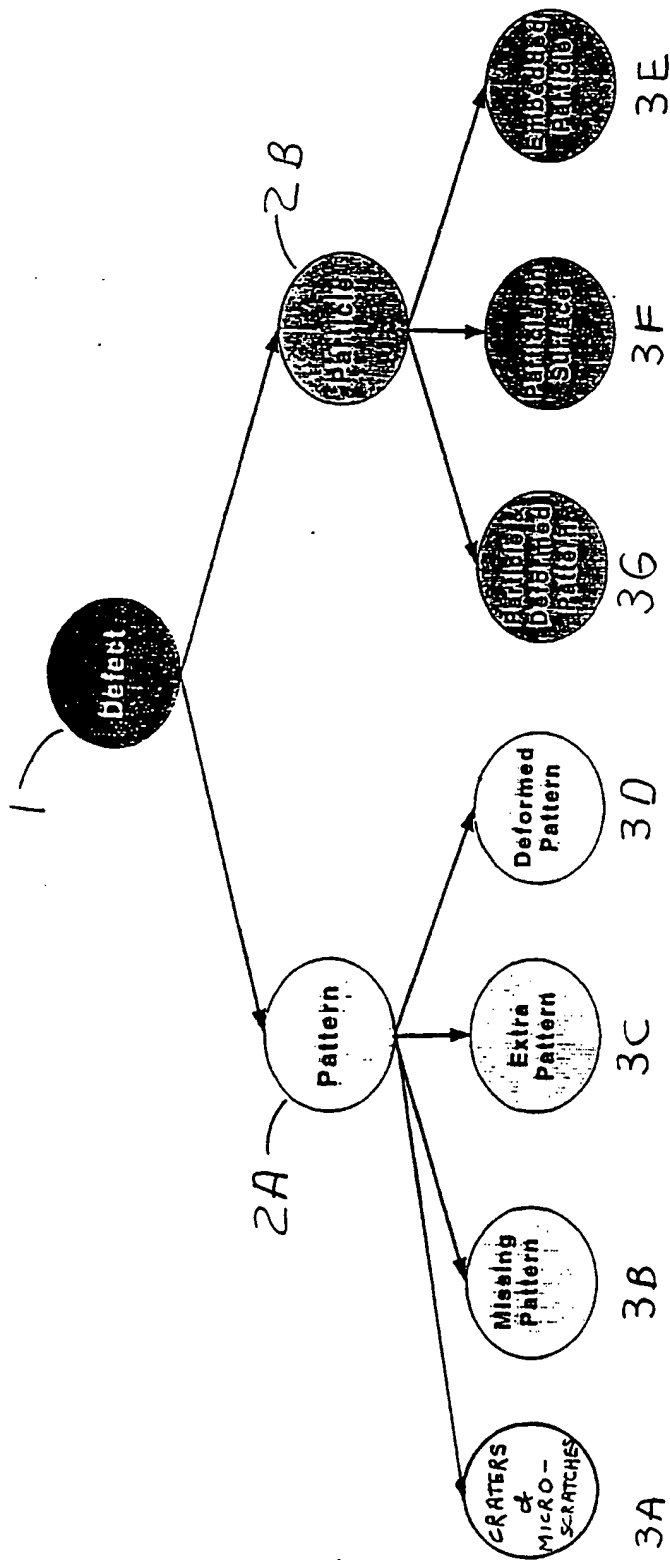 1
Defect
2A
Pattern
2B
Particle
CRATERS
&
MICRO-
SCRATCHES
3A
Missing
Pattern
3B
Extra
Pattern
3C
Deformed
Pattern
3D
Particle &
Deformed
Pattern
3G
Particle on
Surface
3F
Embedded
Particle
3E